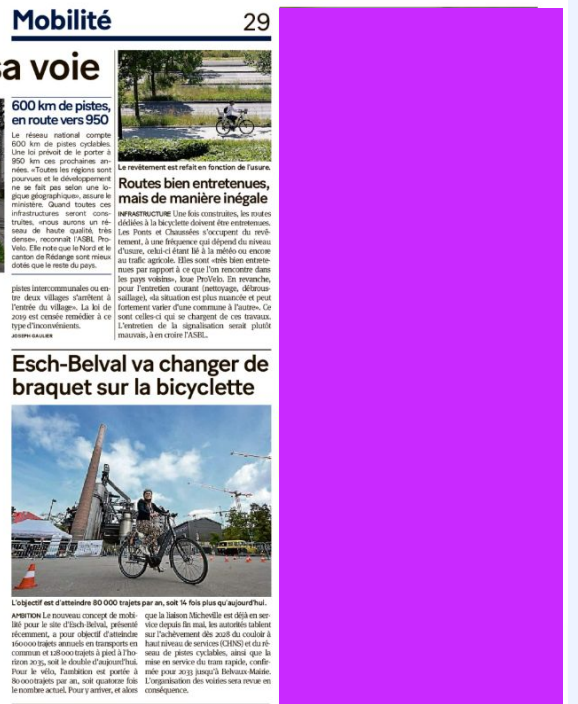 Mobilité
29
sa voie
600 km de pistes,
en route vers 950
Le réseau national compte
600 km de pistes cyclables.
Une loi prévoit de le porter à
950 km ces prochaines an-
nées. «Toutes les régions sont
pourvues et le développement
ne se fait pas selon une lo-
gique géographique», assure le
ministère. Quand toutes ces
infrastructures seront cons-
truites, «nous aurons un ré-
seau de haute qualité, très
dense», reconnaît l'ASBL Pro-
Velo. Elle note que le Nord et le
canton de Rédange sont mieux
dotés que le reste du pays.
pistes intercommunales ou en-
tre deux villages s'arrêtent à
l'entrée du village». La loi de
2019 est censée remédier à ce
type d'inconvénients.
JOSEPH GAULIER
Le revêtement est refait en fonction de l'usure.
Routes bien entretenues,
mais de manière inégale
INFRASTRUCTURE Une fois construites, les routes
dédiées à la bicyclette doivent être entretenues.
Les Ponts et Chaussées s'occupent du revê-
tement, à une fréquence qui dépend du niveau
d'usure, celui-ci étant lié à la météo ou encore
au trafic agricole. Elles sont «très bien entrete-
nues par rapport à ce que l'on rencontre dans
les pays voisins», loue ProVelo. En revanche,
pour l'entretien courant (nettoyage, débrous-
saillage), «la situation est plus nuancée et peut
fortement varier d'une commune à l'autre». Ce
sont celles-ci qui se chargent de ces travaux.
L'entretien de la signalisation serait plutôt
mauvais, à en croire l'ASBL.
Esch-Belval va changer de
braquet sur la bicyclette
L'objectif est d'atteindre 80 000 trajets par an, soit 14 fois plus qu'aujourd'hui.
AMBITION Le nouveau concept de mobi-
lité pour le site d'Esch-Belval, présenté
récemment, a pour objectif d'atteindre
160 000 trajets annuels en transports en
commun et 128 000 trajets à pied à l'ho-
rizon 2035, soit le double d'aujourd'hui.
Pour le vélo, l'ambition est portée à
80 000 trajets par an, soit quatorze fois
le nombre actuel. Pour y arriver, et alors
que la liaison Micheville est déjà en ser-
vice depuis fin mai, les autorités tablent
sur l'achèvement dès 2028 du couloir à
haut niveau de services (CHNS) et du ré-
seau de pistes cyclables, ainsi que la
mise en service du tram rapide, confir-
mée pour 2033 jusqu'à Belvaux-Mairie.
L'organisation des voiries sera revue en
conséquence.